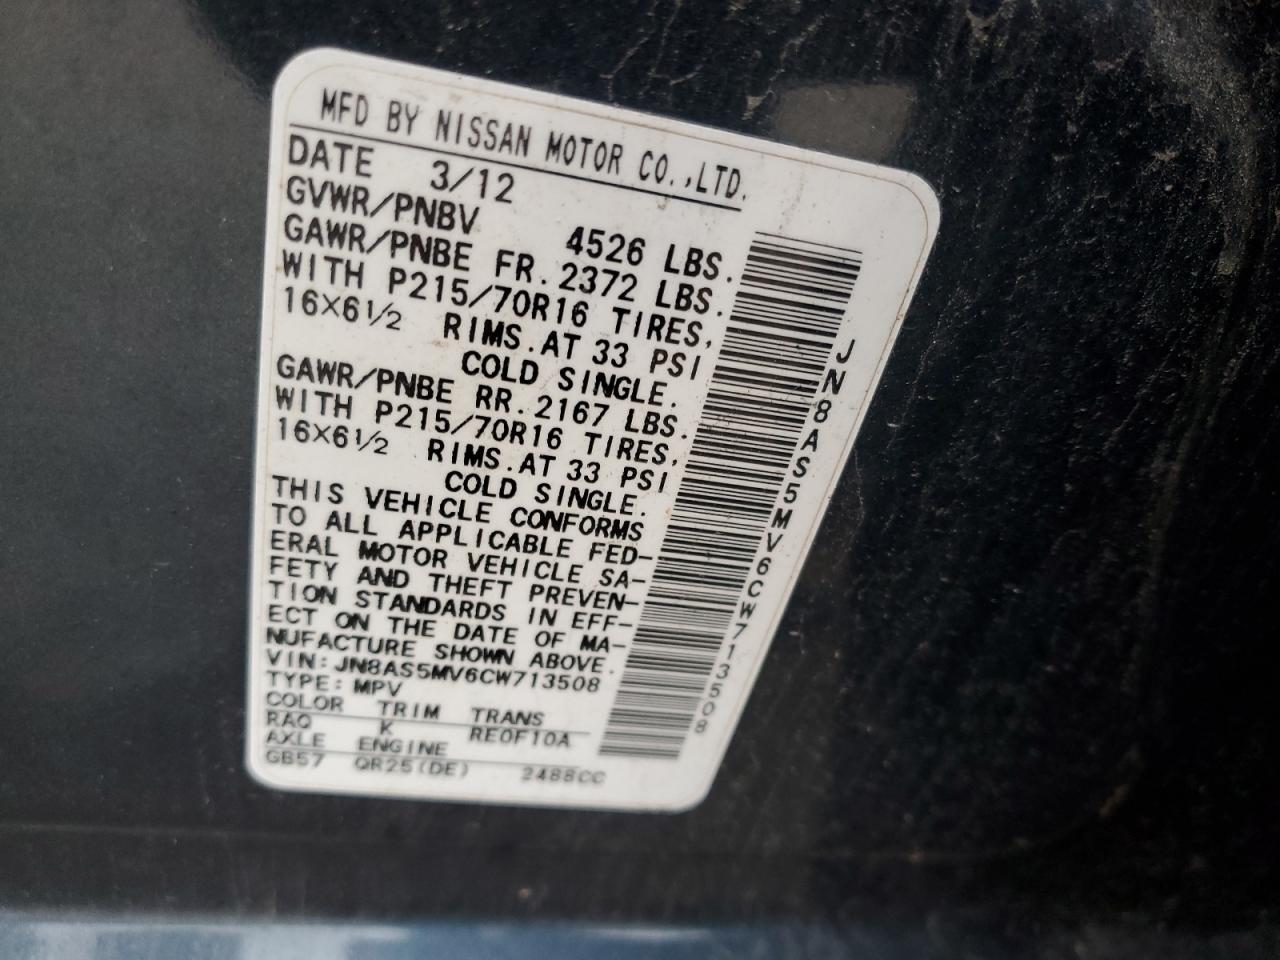 MFD BY NISSAN MOTOR CO.,LTD.
DATE 3/12
GVWR/PNBV 4526 LBS.
GAWR/PNBE FR. 2372 LBS.
WITH P215/70R16 TIRES,
16×6½ RIMS.AT 33 PSI
COLD SINGLE.
GAWR/PNBE RR. 2167 LBS.
WITH P215/70R16 TIRES,
16×6½ RIMS.AT 33 PSI
COLD SINGLE.
THIS VEHICLE CONFORMS
TO ALL APPLICABLE FED-
ERAL MOTOR VEHICLE SA-
FETY AND THEFT PREVEN-
TION STANDARDS IN EFF-
ECT ON THE DATE OF MA-
NUFACTURE SHOWN ABOVE.
VIN:JN8AS5MV6CW713508
TYPE:MPV
COLOR TRIM TRANS
RAQ K RE0F10A
AXLE ENGINE
GB57 QR25(DE) 2488CC
JN8AS5MV6CW713508